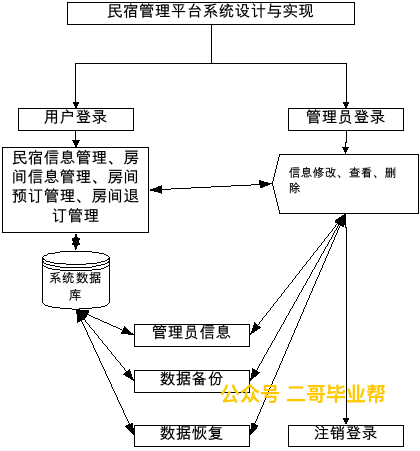 民宿管理平台系统设计与实现
用户登录
管理员登录
民宿信息管理、房
间信息管理、房间
预订管理、房间退
订管理
信息修改、查看、删
除
系统数据
库
管理员信息
数据备份
公众号 二哥毕业帮
数据恢复
注销登录